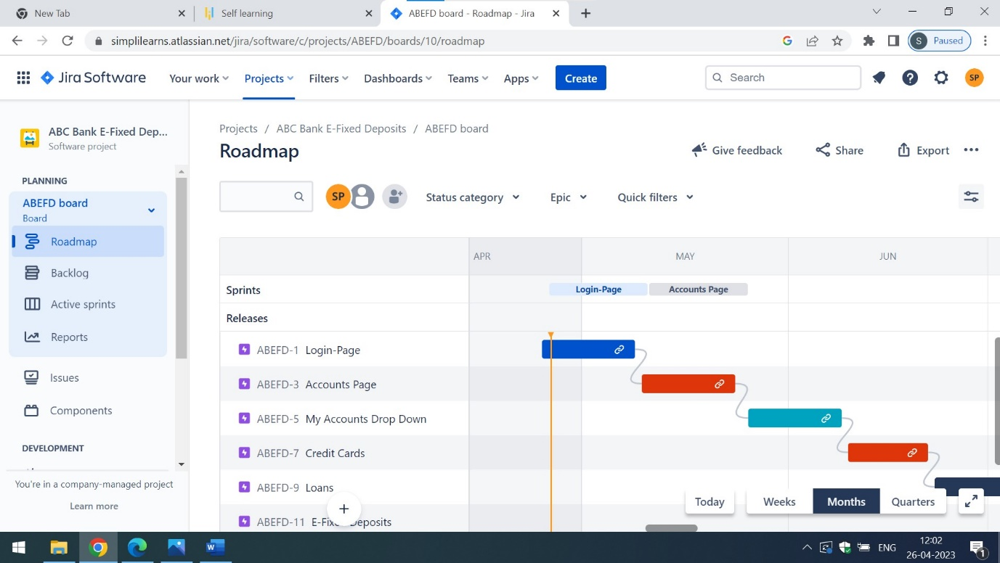 New Tab
Self learning
ABEFD board - Roadmap - Jira
simplilearns.atlassian.net/jira/software/c/projects/ABEFD/boards/10/roadmap
G
S Paused
Jira Software
Your work
Projects
Filters
Dashboards
Teams
Apps
Create
Search
SP
ABC Bank E-Fixed Dep...
Software project
PLANNING
ABEFD board
Board
Roadmap
Backlog
Active sprints
Reports
Issues
Components
DEVELOPMENT
You're in a company-managed project
Learn more
Projects / ABC Bank E-Fixed Deposits / ABEFD board
Roadmap
Give feedback
Share
Export
SP
Status category
Epic
Quick filters
APR MAY JUN
Sprints Login-Page Accounts Page
Releases
ABEFD-1 Login-Page
ABEFD-3 Accounts Page
ABEFD-5 My Accounts Drop Down
ABEFD-7 Credit Cards
ABEFD-9 Loans
ABEFD-11 E-Fix Deposits
Today
Weeks
Months
Quarters
W
ENG
12:02
26-04-2023
1